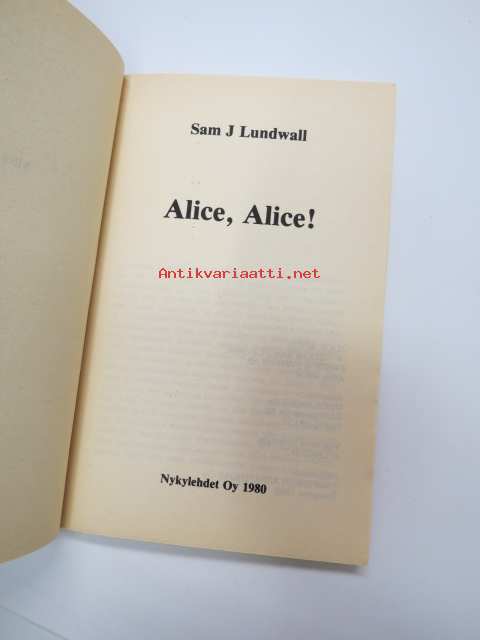 Sam J Lundwall
Alice, Alice!
Antikvariaatti.net
Nykylehdet Oy 1980